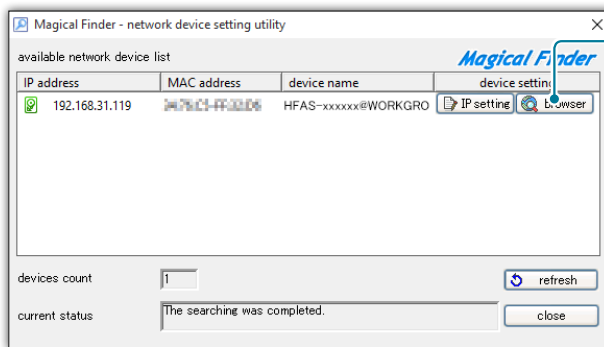 Magical Finder - network device setting utility
available network device list
Magical Finder
IP address MAC address device name device setting
192.168.31.119 HFAS-xxxxxx@WORKGRO IP setting browser
devices count 1 refresh
current status The searching was completed. close